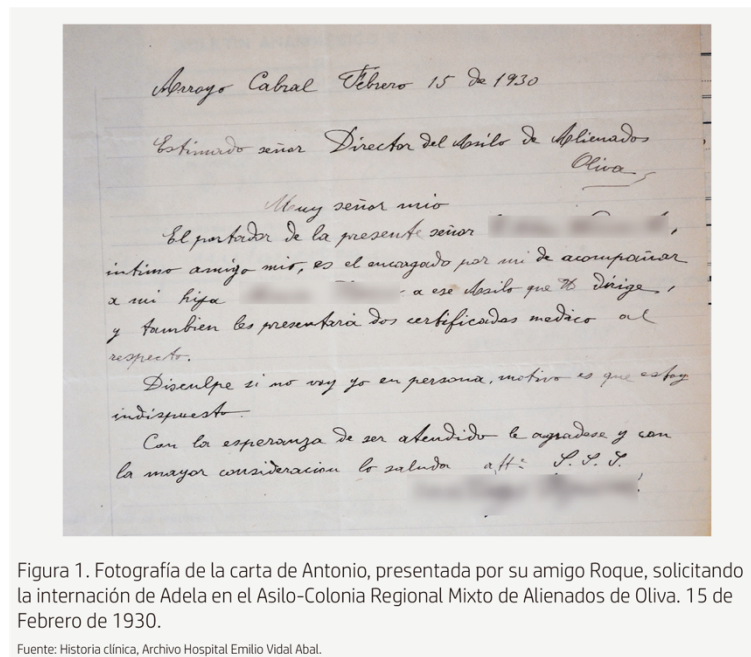 Arroyo Cabral Febrero 15 de 1930
Estimado señor Director del Asilo de Alienados
Oliva
Muy señor mio
El portador de la presente señor ,
intimo amigo mio, es el encagado por mi de acompañar
a mi hija a ese Asilo que Ud dirige,
y tambien les presentará dos certificados medico al
respecto.
Disculpe si no voy yo en persona, motivo es que estoy
indispuesto.
Con la esperanza de ser atendido le agradese y con
la mayor consideracion lo saluda attº S. S. S.
Figura 1. Fotografía de la carta de Antonio, presentada por su amigo Roque, solicitando
la internación de Adela en el Asilo-Colonia Regional Mixto de Alienados de Oliva. 15 de
Febrero de 1930.
Fuente: Historia clínica, Archivo Hospital Emilio Vidal Abal.